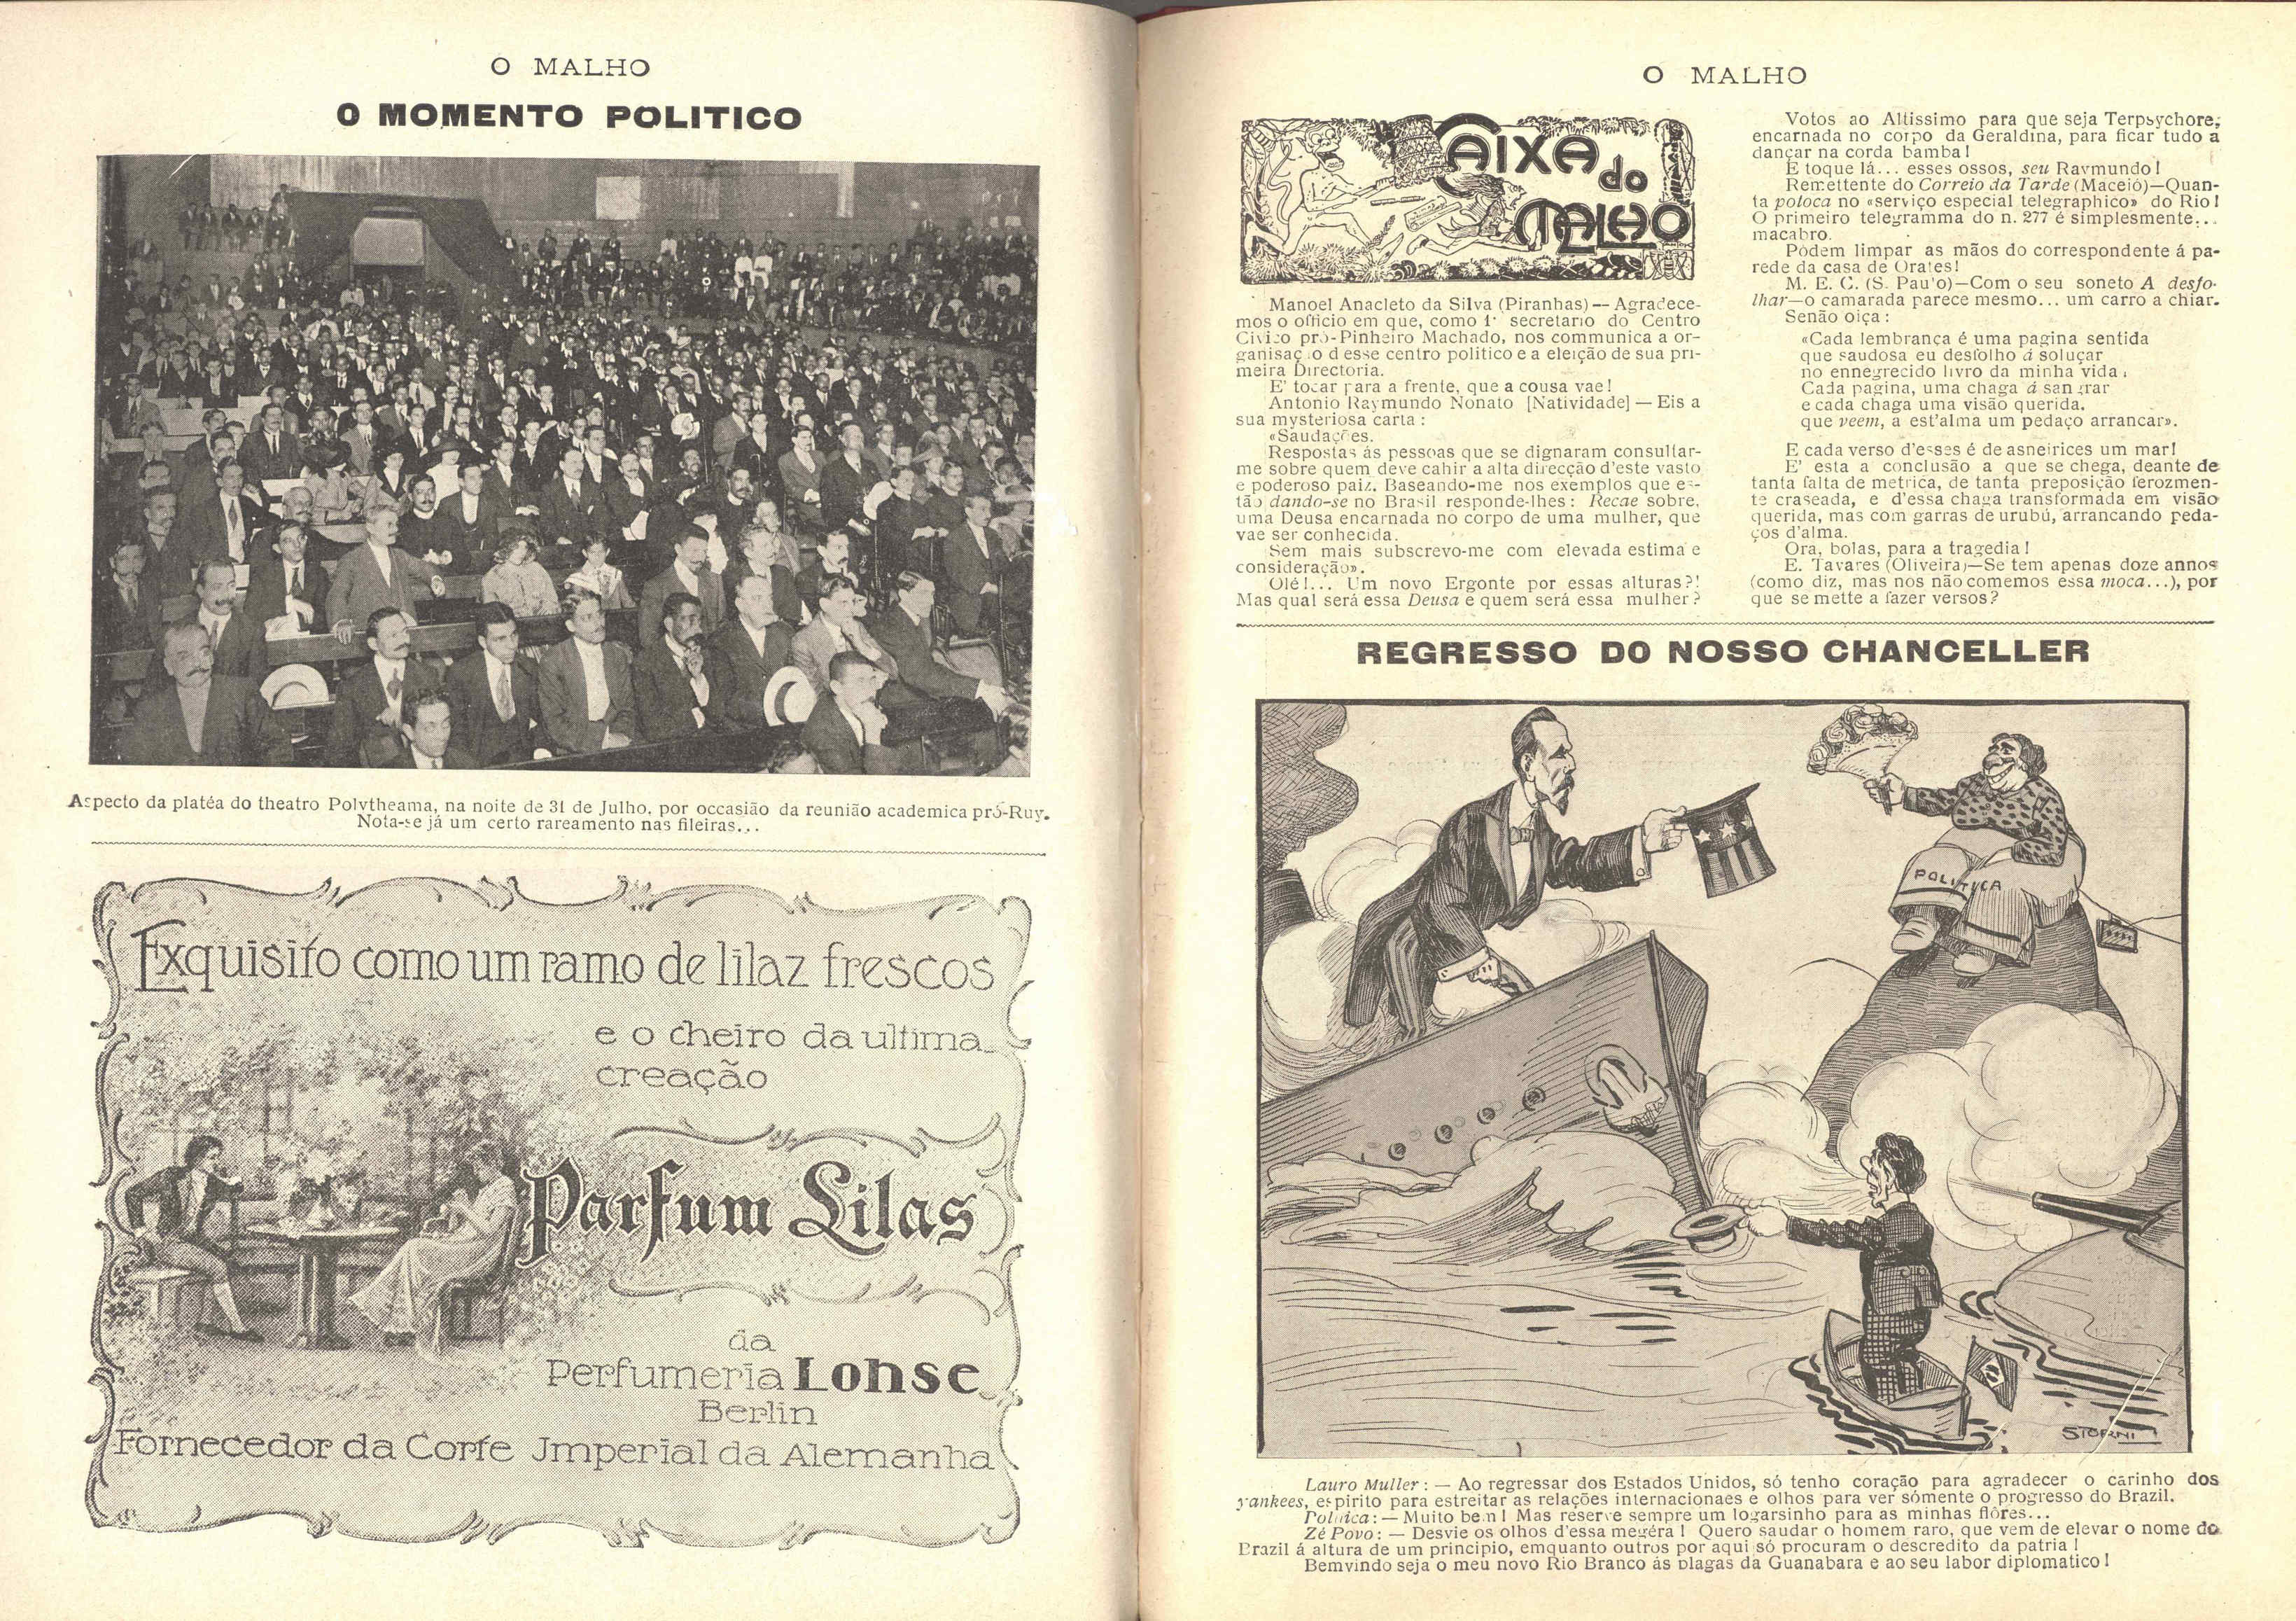 O MALHO
O MOMENTO POLITICO
Aspecto da platéa do theatro Polytheama, na noite de 31 de Julho, por occasião da reunião academica pró-Ruy.
Nota-se já um certo rareamento nas fileiras...
Exquisito como um ramo de lilaz frescos
e o cheiro da ultima
creação
Parfum Lilas
da
Perfumeria Lohse
Berlin
Fornecedor da Corte Jmperial da Alemanha
O MALHO
CAIXA do
MALHO
Manoel Anacleto da Silva (Piranhas) — Agradece-
mos o officio em que, como 1º secretario do Centro
Civico pró-Pinheiro Machado, nos communica a or-
ganisação d esse centro politico e a eleição de sua pri-
meira Directoria.
E' tocar para a frente, que a cousa vae!
Antonio Raymundo Nonato [Natividade] — Eis a
sua mysteriosa carta :
«Saudações.
Respostas ás pessoas que se dignaram consultar-
me sobre quem deve cahir a alta direcção d'este vasto
e poderoso paiz. Baseando-me nos exemplos que es-
tão dando-se no Brasil responde-lhes: Recae sobre,
uma Deusa encarnada no corpo de uma mulher, que
vae ser conhecida.
Sem mais subscrevo-me com elevada estima e
consideração».
Olé!... Um novo Ergonte por essas alturas?!
Mas qual será essa Deusa e quem será essa mulher?
Votos ao Altissimo para que seja Terpsychore,
encarnada no corpo da Geraldina, para ficar tudo a
dançar na corda bamba!
E toque lá... esses ossos, seu Raymundo!
Remettente do Correio da Tarde (Maceió)—Quan-
ta potoca no «serviço especial telegraphico» do Rio!
O primeiro telegramma do n. 277 é simplesmente...
macabro.
Pódem limpar as mãos do correspondente á pa-
rede da casa de Orates!
M. E. C. (S. Paulo)—Com o seu soneto A desfo-
lhar—o camarada parece mesmo... um carro a chiar.
Senão oiça :
«Cada lembrança é uma pagina sentida
que saudosa eu desfolho á soluçar
no ennegrecido livro da minha vida,
Cada pagina, uma chaga á sangrar
e cada chaga uma visão querida.
que veem, a est'alma um pedaço arrancar».
E cada verso d'esses é de asneirices um mar!
E' esta a conclusão a que se chega, deante de
tanta falta de metrica, de tanta preposição ferozmen-
te craseada, e d'essa chaga transformada em visão
querida, mas com garras de urubú, arrancando peda-
ços d'alma.
Ora, bolas, para a tragedia!
E. Tavares (Oliveira)—Se tem apenas doze annos
(como diz, mas nos não comemos essa moca...), por
que se mette a fazer versos?
REGRESSO DO NOSSO CHANCELLER
POLITICA
STORNI
Lauro Muller : — Ao regressar dos Estados Unidos, só tenho coração para agradecer o carinho dos
yankees, espirito para estreitar as relações internacionaes e olhos para ver sómente o progresso do Brazil.
Politica: — Muito bem! Mas reserve sempre um logarsinho para as minhas flôres...
Zé Povo : — Desvie os olhos d'essa megéra! Quero saudar o homem raro, que vem de elevar o nome do
Brazil á altura de um principio, emquanto outros por aqui só procuram o descredito da patria!
Bemvindo seja o meu novo Rio Branco ás plagas da Guanabara e ao seu labor diplomatico!